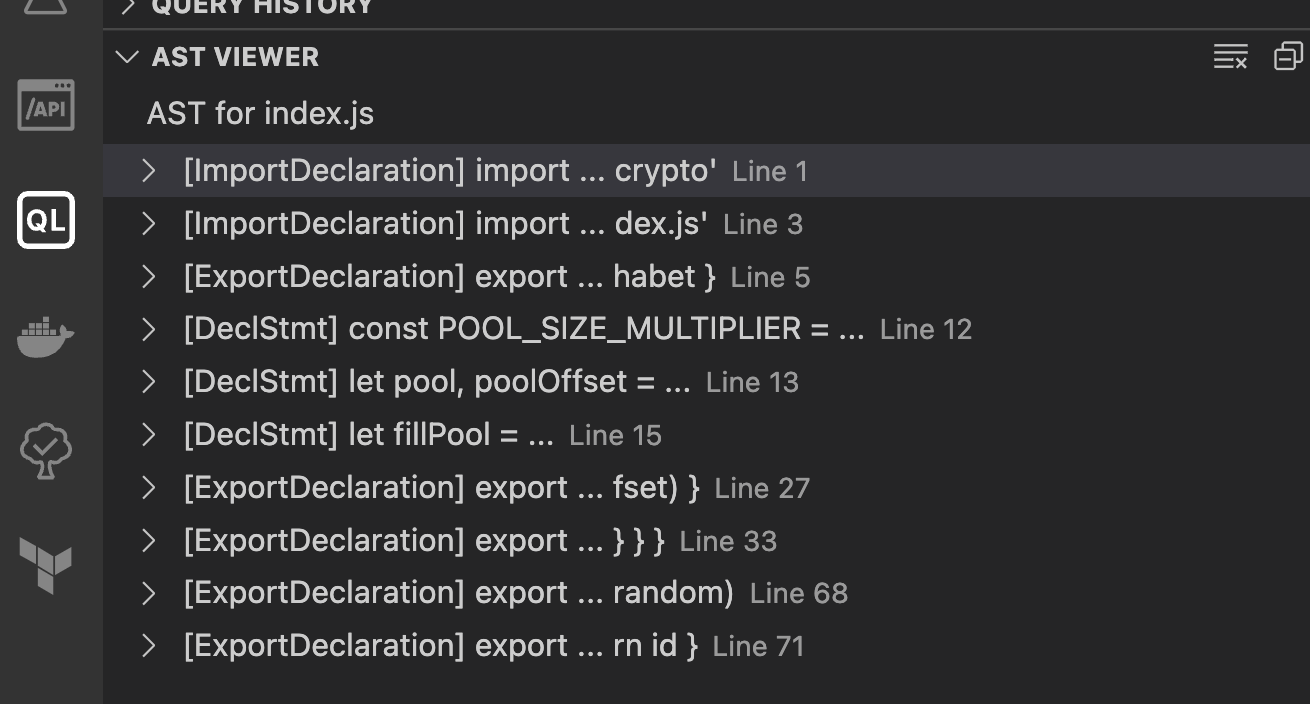 QUERY HISTORY
AST VIEWER
/API
AST for index.js
[ImportDeclaration] import ... crypto' Line 1
QL
[ImportDeclaration] import ... dex.js' Line 3
[ExportDeclaration] export ... habet } Line 5
[DeclStmt] const POOL_SIZE_MULTIPLIER = ... Line 12
[DeclStmt] let pool, poolOffset = ... Line 13
[DeclStmt] let fillPool = ... Line 15
[ExportDeclaration] export ... fset) } Line 27
[ExportDeclaration] export ... } } } Line 33
[ExportDeclaration] export ... random) Line 68
[ExportDeclaration] export ... rn id } Line 71